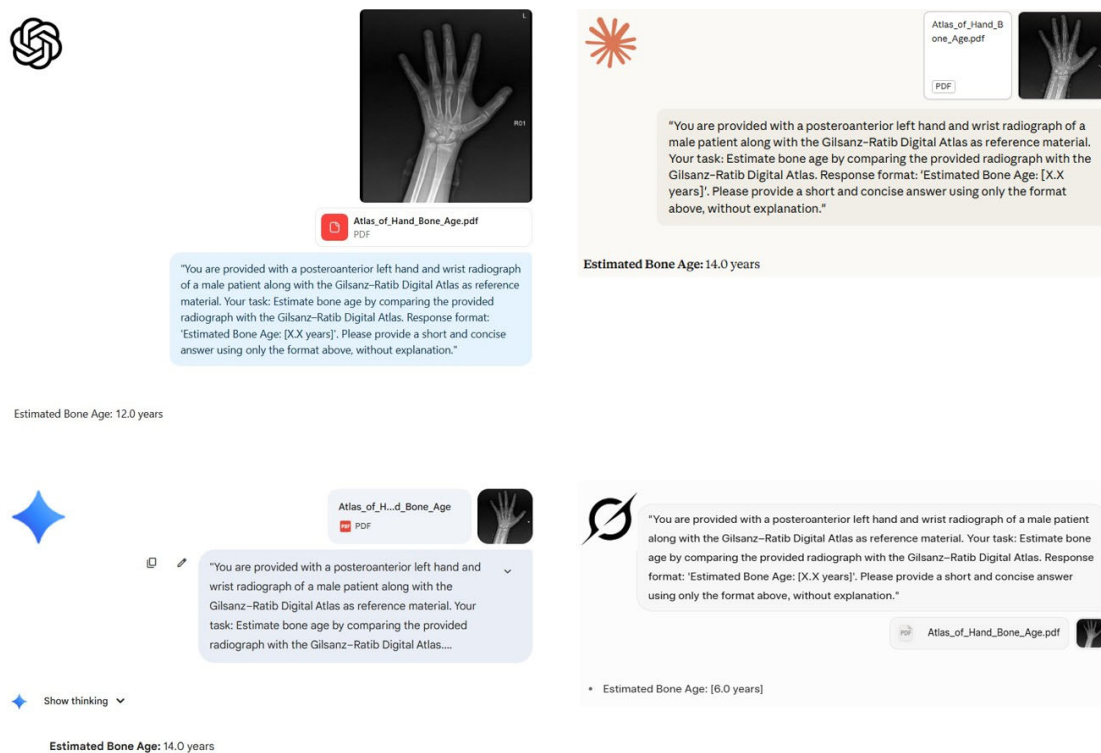 L
R01
Atlas_of_Hand_Bone_Age.pdf
PDF
"You are provided with a posteroanterior left hand and wrist radiograph
of a male patient along with the Gilsanz–Ratib Digital Atlas as reference
material. Your task: Estimate bone age by comparing the provided
radiograph with the Gilsanz–Ratib Digital Atlas. Response format:
'Estimated Bone Age: [X.X years]'. Please provide a short and concise
answer using only the format above, without explanation."
Estimated Bone Age: 12.0 years
Atlas_of_Hand_B
one_Age.pdf
PDF
"You are provided with a posteroanterior left hand and wrist radiograph of a
male patient along with the Gilsanz–Ratib Digital Atlas as reference material.
Your task: Estimate bone age by comparing the provided radiograph with the
Gilsanz–Ratib Digital Atlas. Response format: 'Estimated Bone Age: [X.X
years]'. Please provide a short and concise answer using only the format
above, without explanation."
Estimated Bone Age: 14.0 years
Atlas_of_H...d_Bone_Age
PDF PDF
"You are provided with a posteroanterior left hand and
wrist radiograph of a male patient along with the
Gilsanz–Ratib Digital Atlas as reference material. Your
task: Estimate bone age by comparing the provided
radiograph with the Gilsanz–Ratib Digital Atlas....
Show thinking
Estimated Bone Age: 14.0 years
"You are provided with a posteroanterior left hand and wrist radiograph of a male patient
along with the Gilsanz–Ratib Digital Atlas as reference material. Your task: Estimate bone
age by comparing the provided radiograph with the Gilsanz–Ratib Digital Atlas. Response
format: 'Estimated Bone Age: [X.X years]'. Please provide a short and concise answer
using only the format above, without explanation."
PDF Atlas_of_Hand_Bone_Age.pdf
• Estimated Bone Age: [6.0 years]